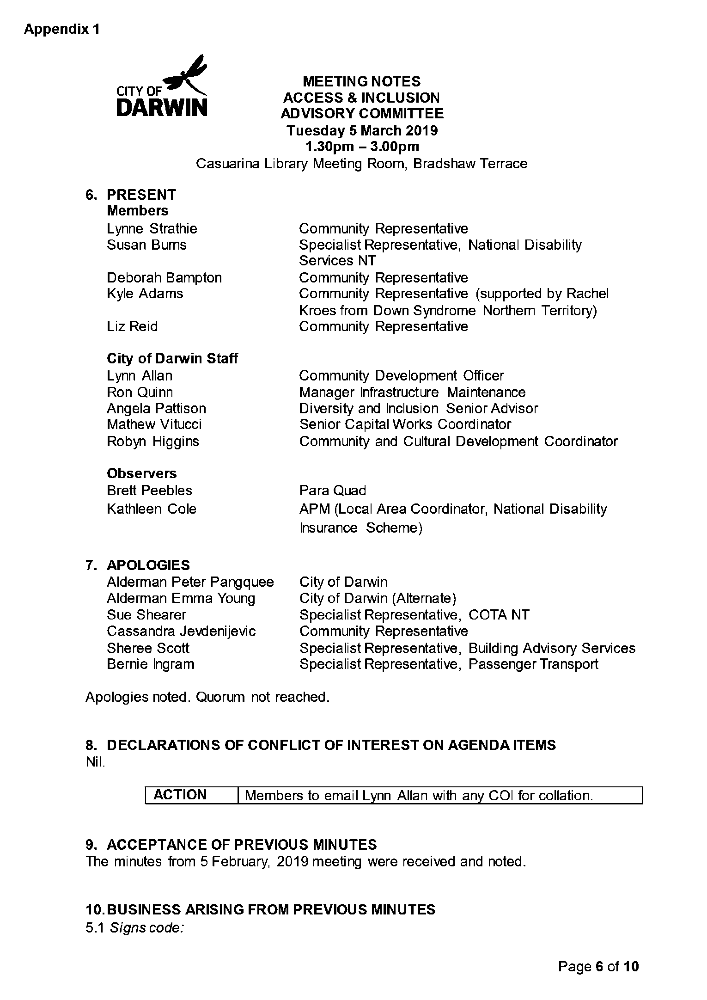 Appendix 1
CITY OF
DARWIN
MEETING NOTES
ACCESS & INCLUSION
ADVISORY COMMITTEE
Tuesday 5 March 2019
1.30pm – 3.00pm
Casuarina Library Meeting Room, Bradshaw Terrace
6. PRESENT
Members
Lynne Strathie Community Representative
Susan Burns Specialist Representative, National Disability
Services NT
Deborah Bampton Community Representative
Kyle Adams Community Representative (supported by Rachel
Kroes from Down Syndrome Northern Territory)
Liz Reid Community Representative
City of Darwin Staff
Lynn Allan Community Development Officer
Ron Quinn Manager Infrastructure Maintenance
Angela Pattison Diversity and Inclusion Senior Advisor
Mathew Vitucci Senior Capital Works Coordinator
Robyn Higgins Community and Cultural Development Coordinator
Observers
Brett Peebles Para Quad
Kathleen Cole APM (Local Area Coordinator, National Disability
Insurance Scheme)
7. APOLOGIES
Alderman Peter Pangquee City of Darwin
Alderman Emma Young City of Darwin (Alternate)
Sue Shearer Specialist Representative, COTA NT
Cassandra Jevdenijevic Community Representative
Sheree Scott Specialist Representative, Building Advisory Services
Bernie Ingram Specialist Representative, Passenger Transport
Apologies noted. Quorum not reached.
8. DECLARATIONS OF CONFLICT OF INTEREST ON AGENDA ITEMS
Nil.
ACTION Members to email Lynn Allan with any COI for collation.
9. ACCEPTANCE OF PREVIOUS MINUTES
The minutes from 5 February, 2019 meeting were received and noted.
10. BUSINESS ARISING FROM PREVIOUS MINUTES
5.1 Signs code:
Page 6 of 10